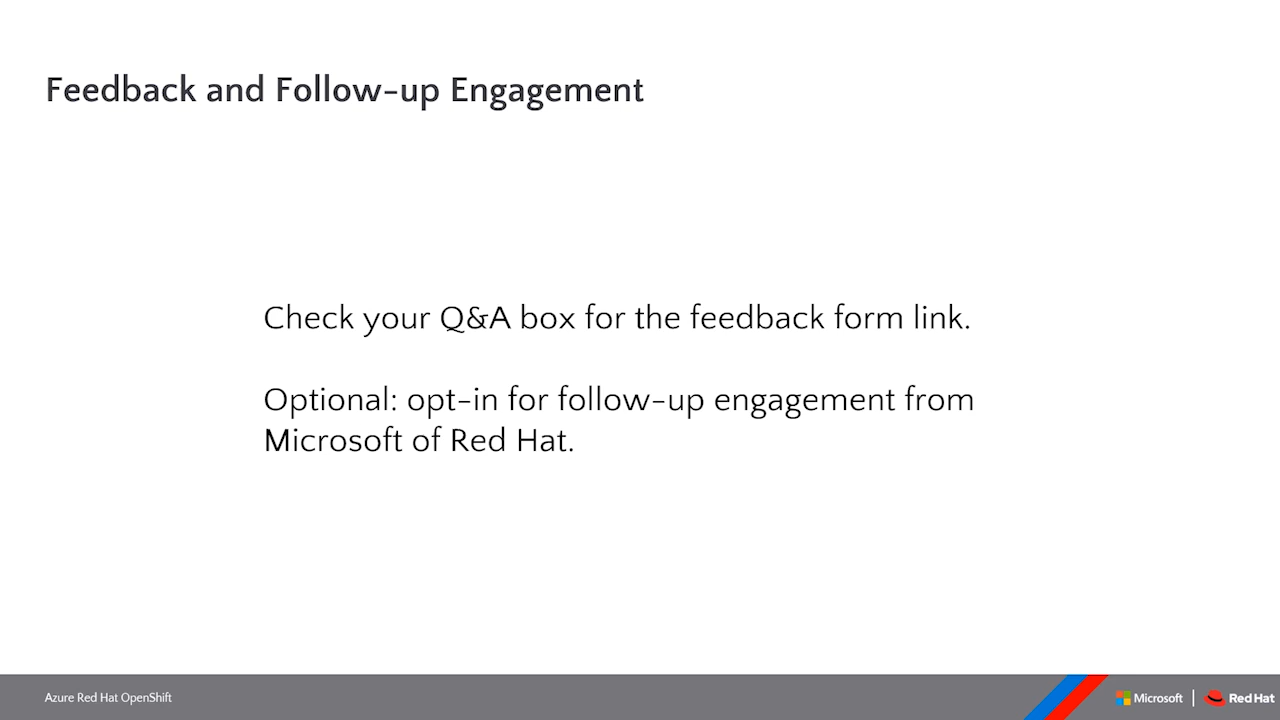 Feedback and Follow-up Engagement
Check your Q&A box for the feedback form link.
Optional: opt-in for follow-up engagement from
Microsoft of Red Hat.
Azure Red Hat OpenShift
Microsoft | Red Hat